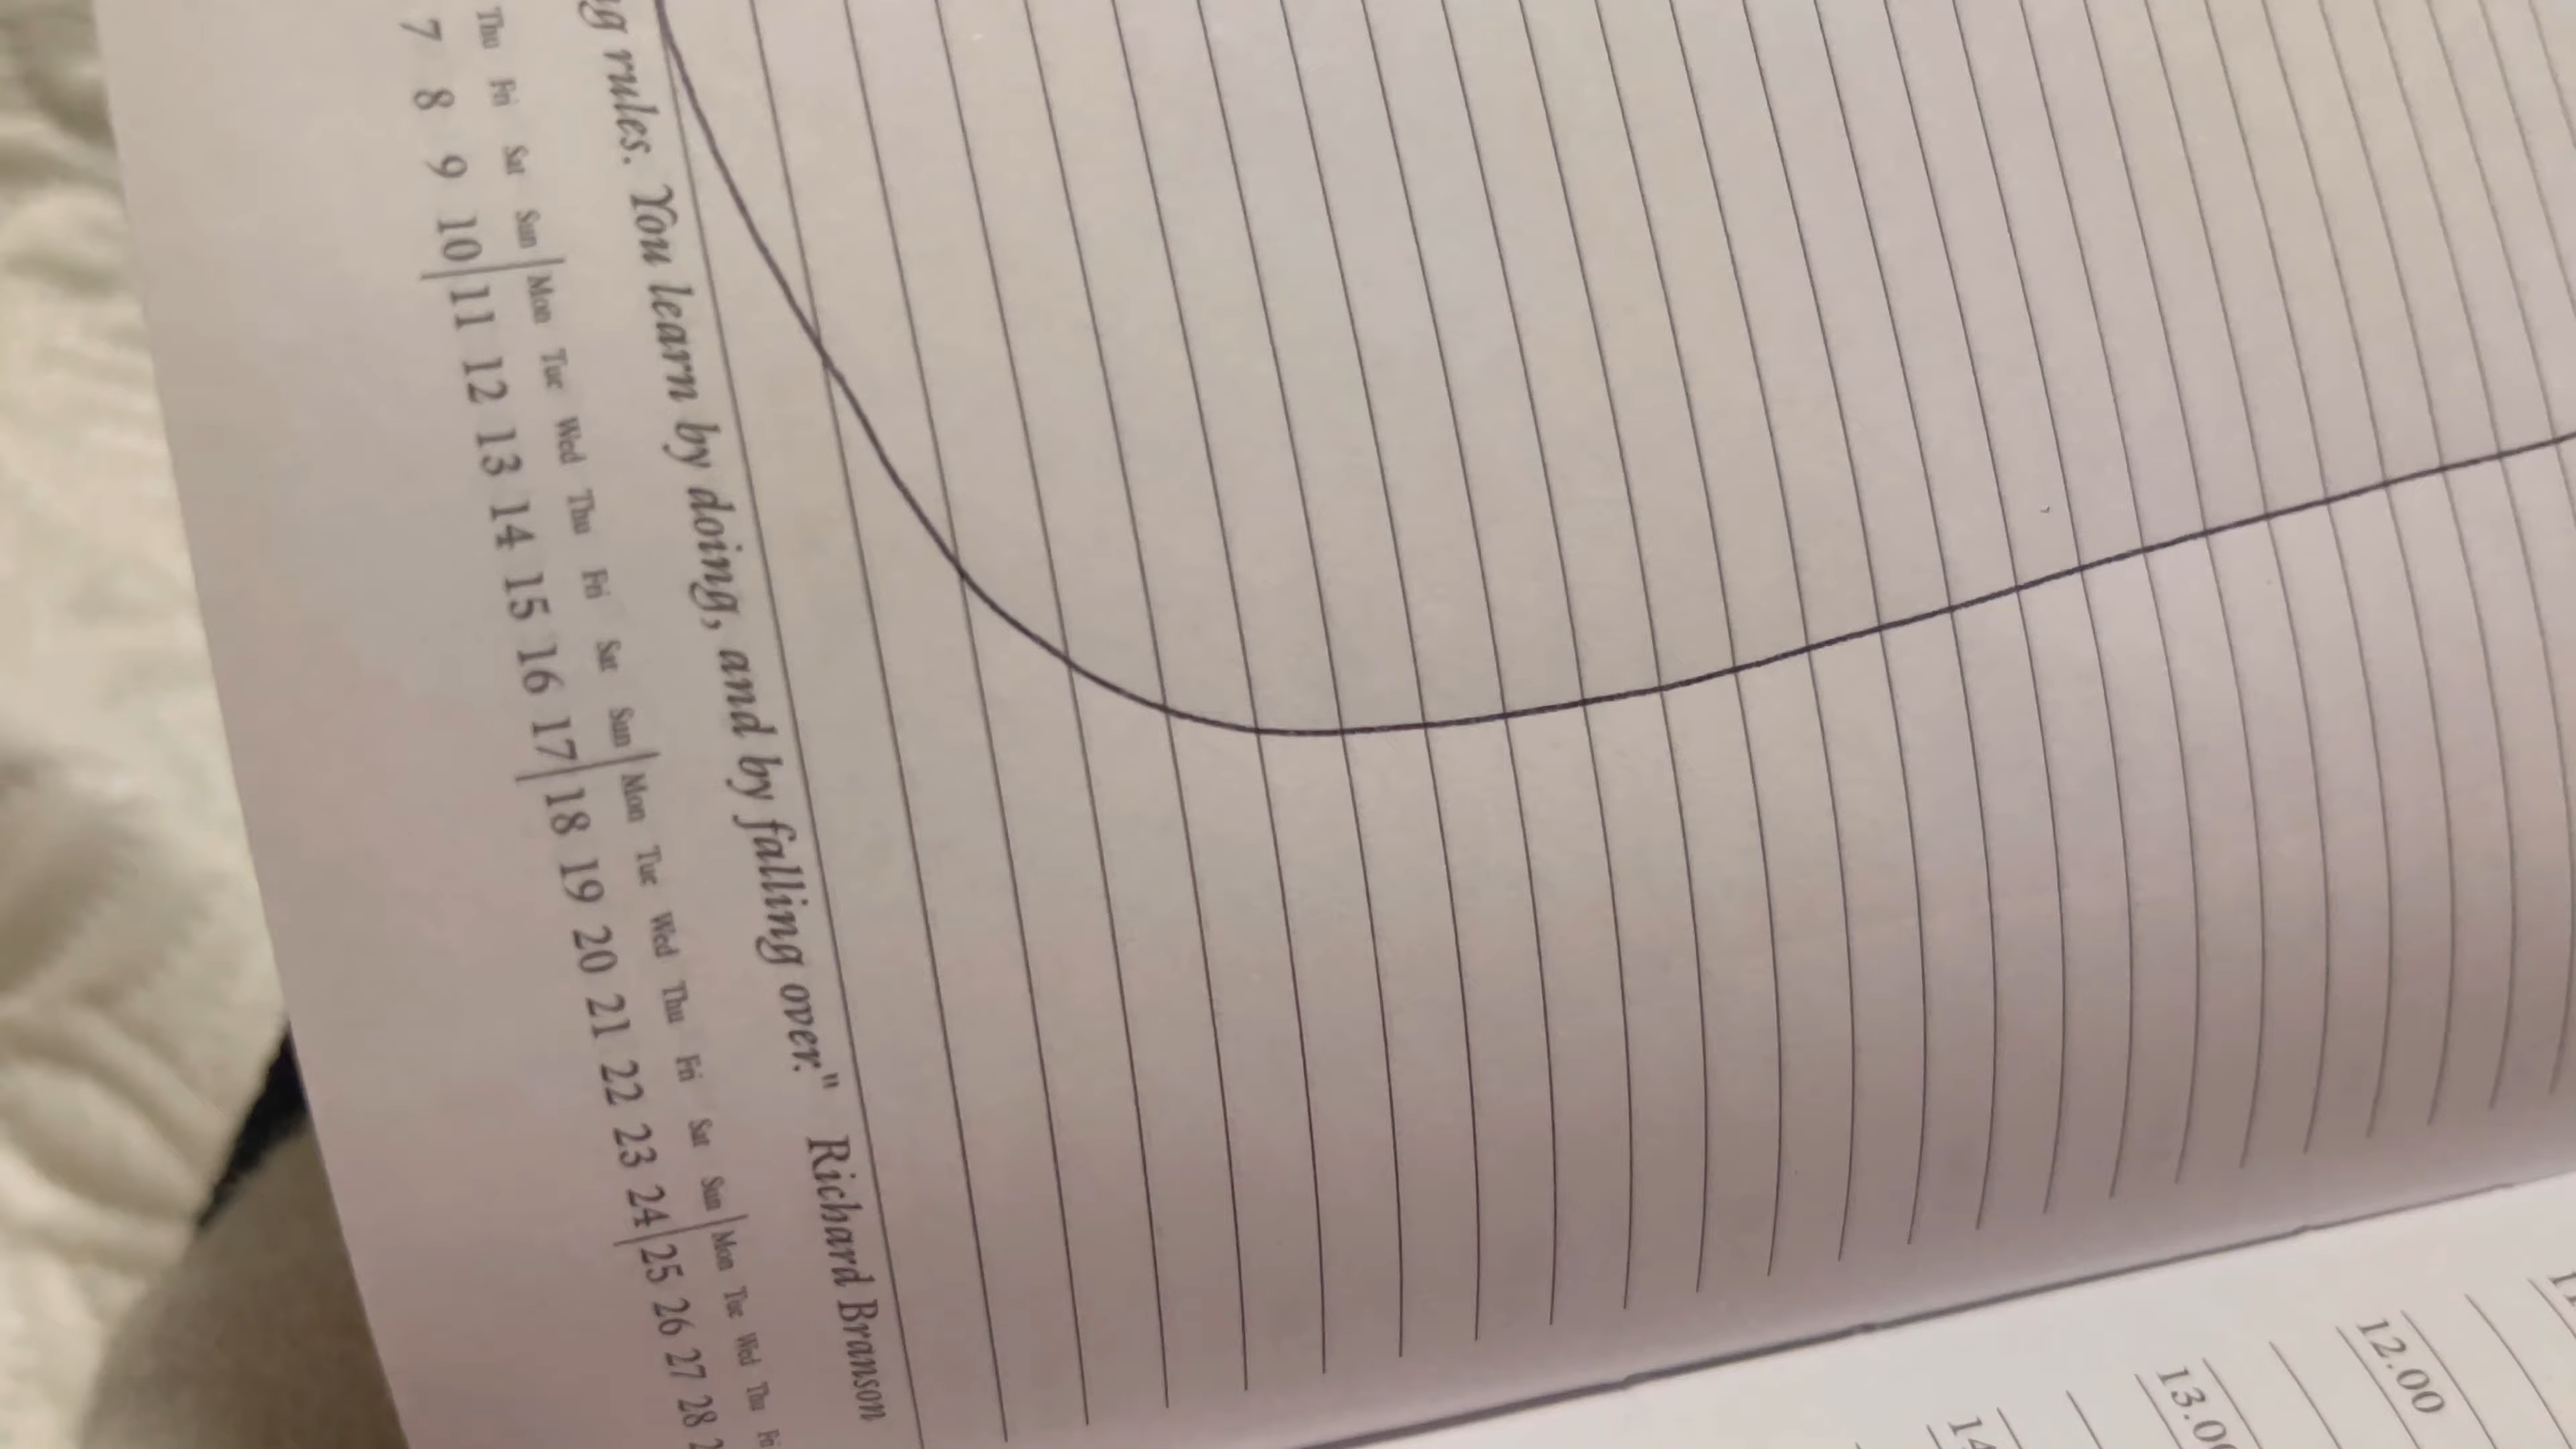 rules. You learn by doing, and by falling over." Richard Branson
Thu Fri Sat Sun Mon Tue Wed Thu Fri Sat Sun Mon Tue Wed Thu Fri Sat Sun Mon Tue Wed Thu Fri
7 8 9 10 11 12 13 14 15 16 17 18 19 20 21 22 23 24 25 26 27 28
12.00